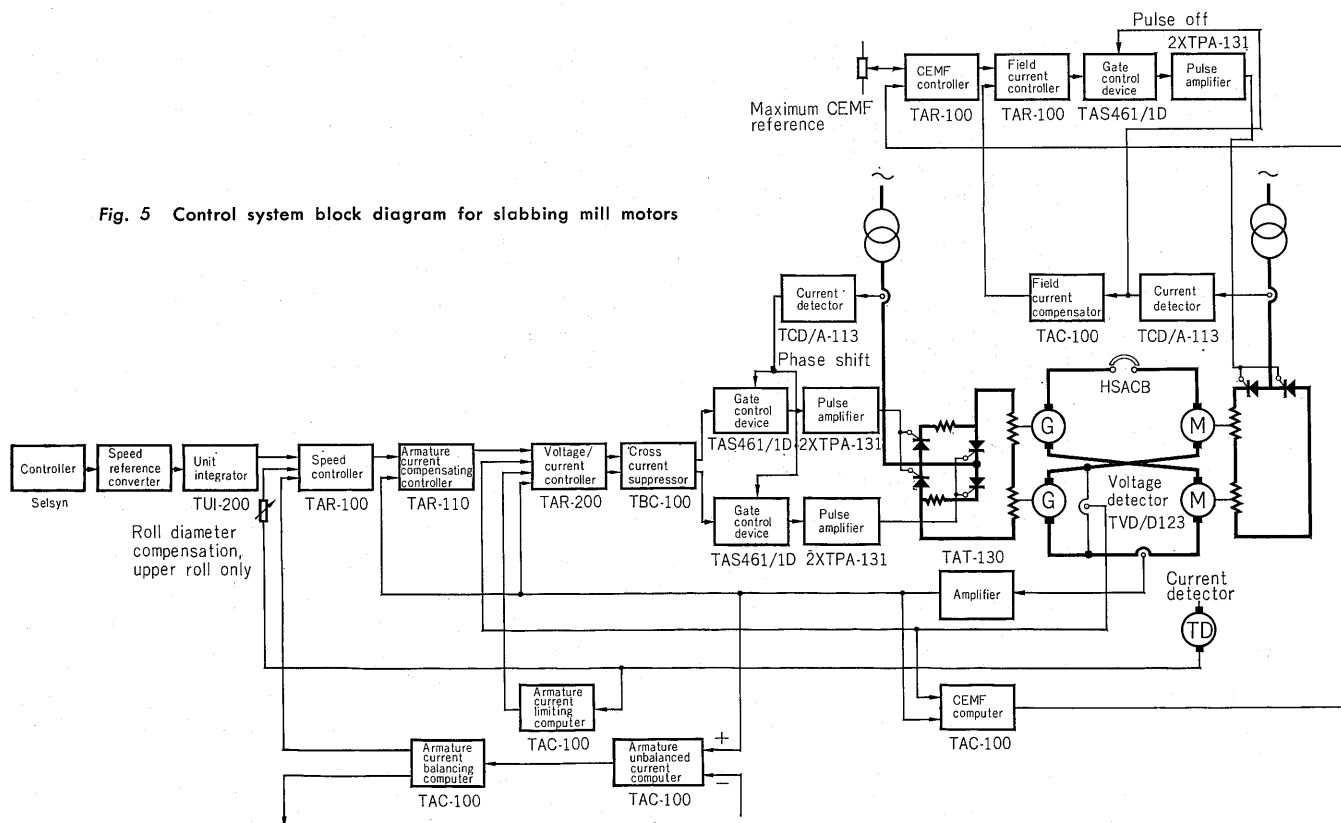 Pulse off
2XTPA-131
CEMF
controller
TAR-100
Field
current
controller
TAR-100
Gate
control
device
TAS461/1D
Pulse
amplifier
Maximum CEMF
reference
Fig. 5 Control system block diagram for slabbing mill motors
~
~
Current
detector
TCD/A-113
Field
current
compensator
TAC-100
Current
detector
TCD/A-113
Phase shift
HSACB
Gate
control
device
TAS461/1D
Pulse
amplifier
2XTPA-131
Controller
Selsyn
Speed
reference
converter
Unit
integrator
TUI-200
Speed
controller
TAR-100
Armature
current
compensating
controller
TAR-110
Voltage/
current
controller
TAR-200
Cross
current
suppressor
TBC-100
G
M
Voltage
detector
TVD/D123
G
M
Gate
control
device
TAS461/1D
Pulse
amplifier
2XTPA-131
TAT-130
Roll diameter
compensation,
upper roll only
Amplifier
Current
detector
TD
Armature
current
limiting
computer
TAC-100
CEMF
computer
TAC-100
Armature
current
balancing
computer
TAC-100
Armature
unbalanced
current
computer
TAC-100
+
−